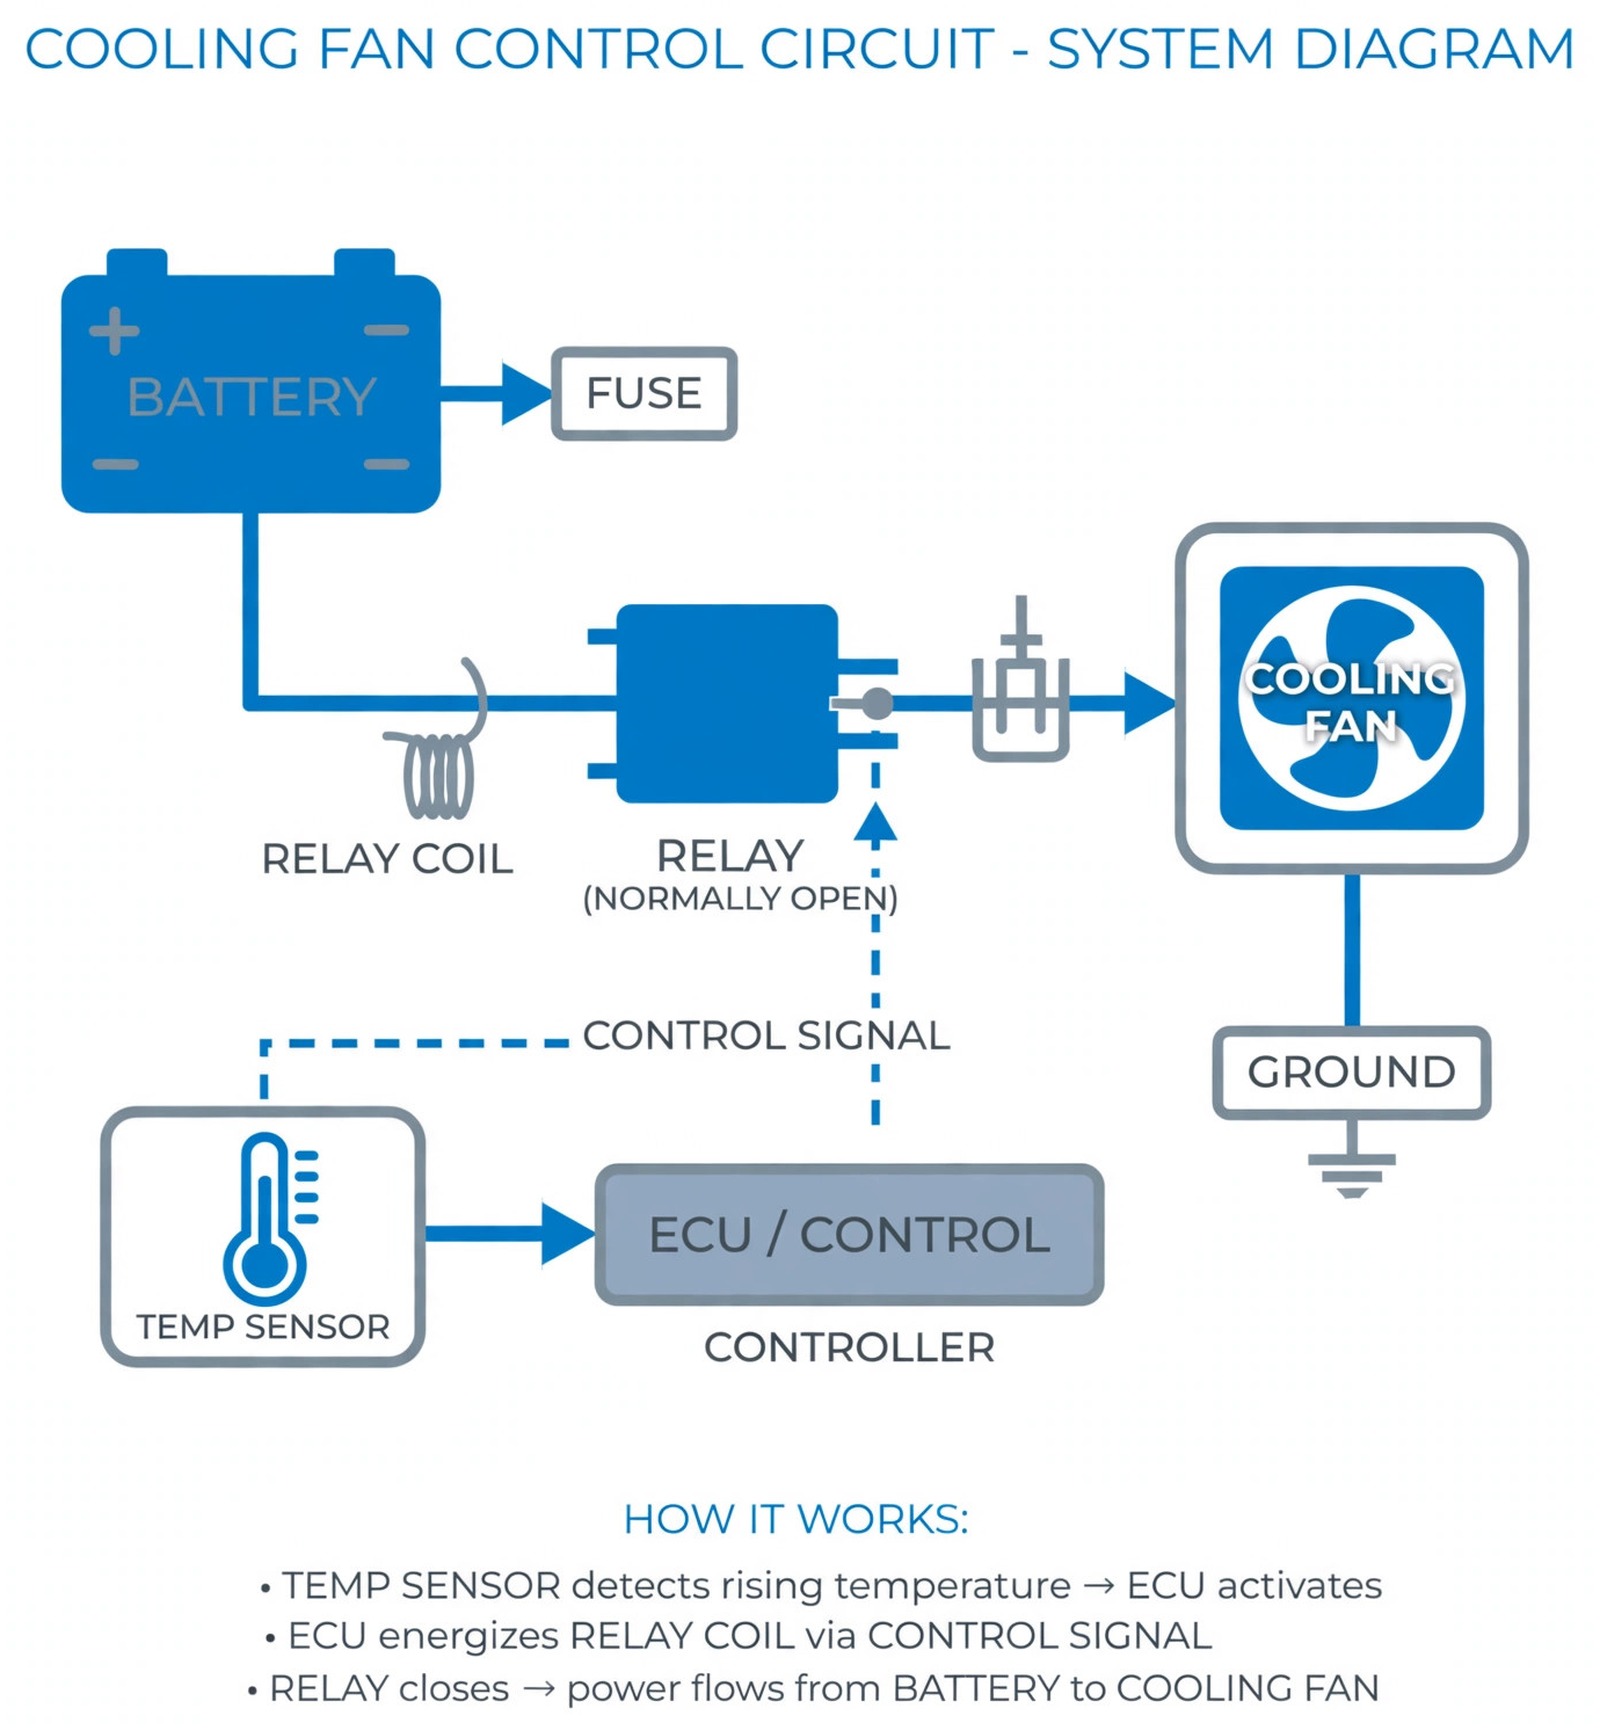 COOLING FAN CONTROL CIRCUIT - SYSTEM DIAGRAM
+ −
BATTERY
− −
FUSE
COOLING
FAN
RELAY COIL
RELAY
(NORMALLY OPEN)
CONTROL SIGNAL
GROUND
TEMP SENSOR
ECU / CONTROL
CONTROLLER
HOW IT WORKS:
• TEMP SENSOR detects rising temperature → ECU activates
• ECU energizes RELAY COIL via CONTROL SIGNAL
• RELAY closes → power flows from BATTERY to COOLING FAN